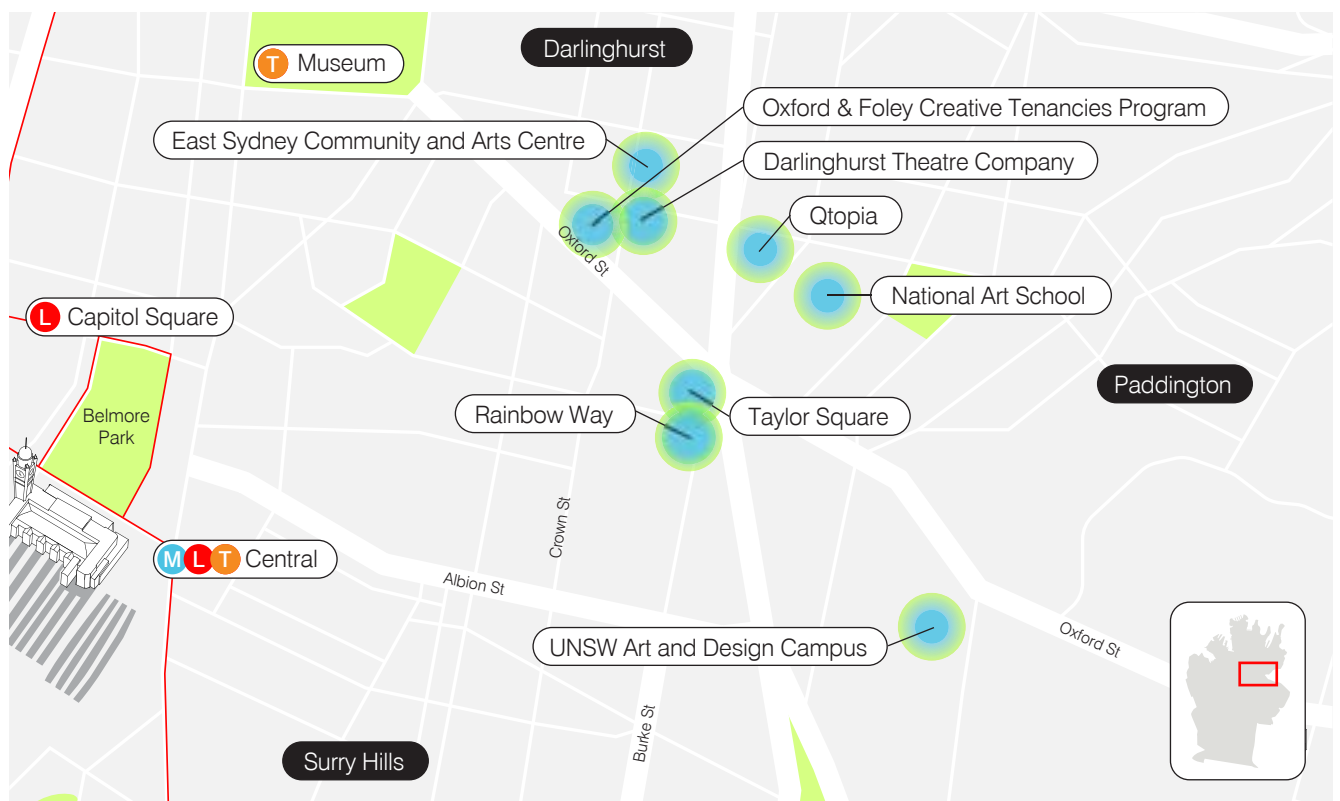 Darlinghurst
T Museum
Oxford & Foley Creative Tenancies Program
East Sydney Community and Arts Centre
Darlinghurst Theatre Company
Qtopia
Oxford St
National Art School
L Capitol Square
Paddington
Belmore
Park
Rainbow Way
Taylor Square
Crown St
M L T Central
Albion St
UNSW Art and Design Campus
Oxford St
Burke St
Surry Hills